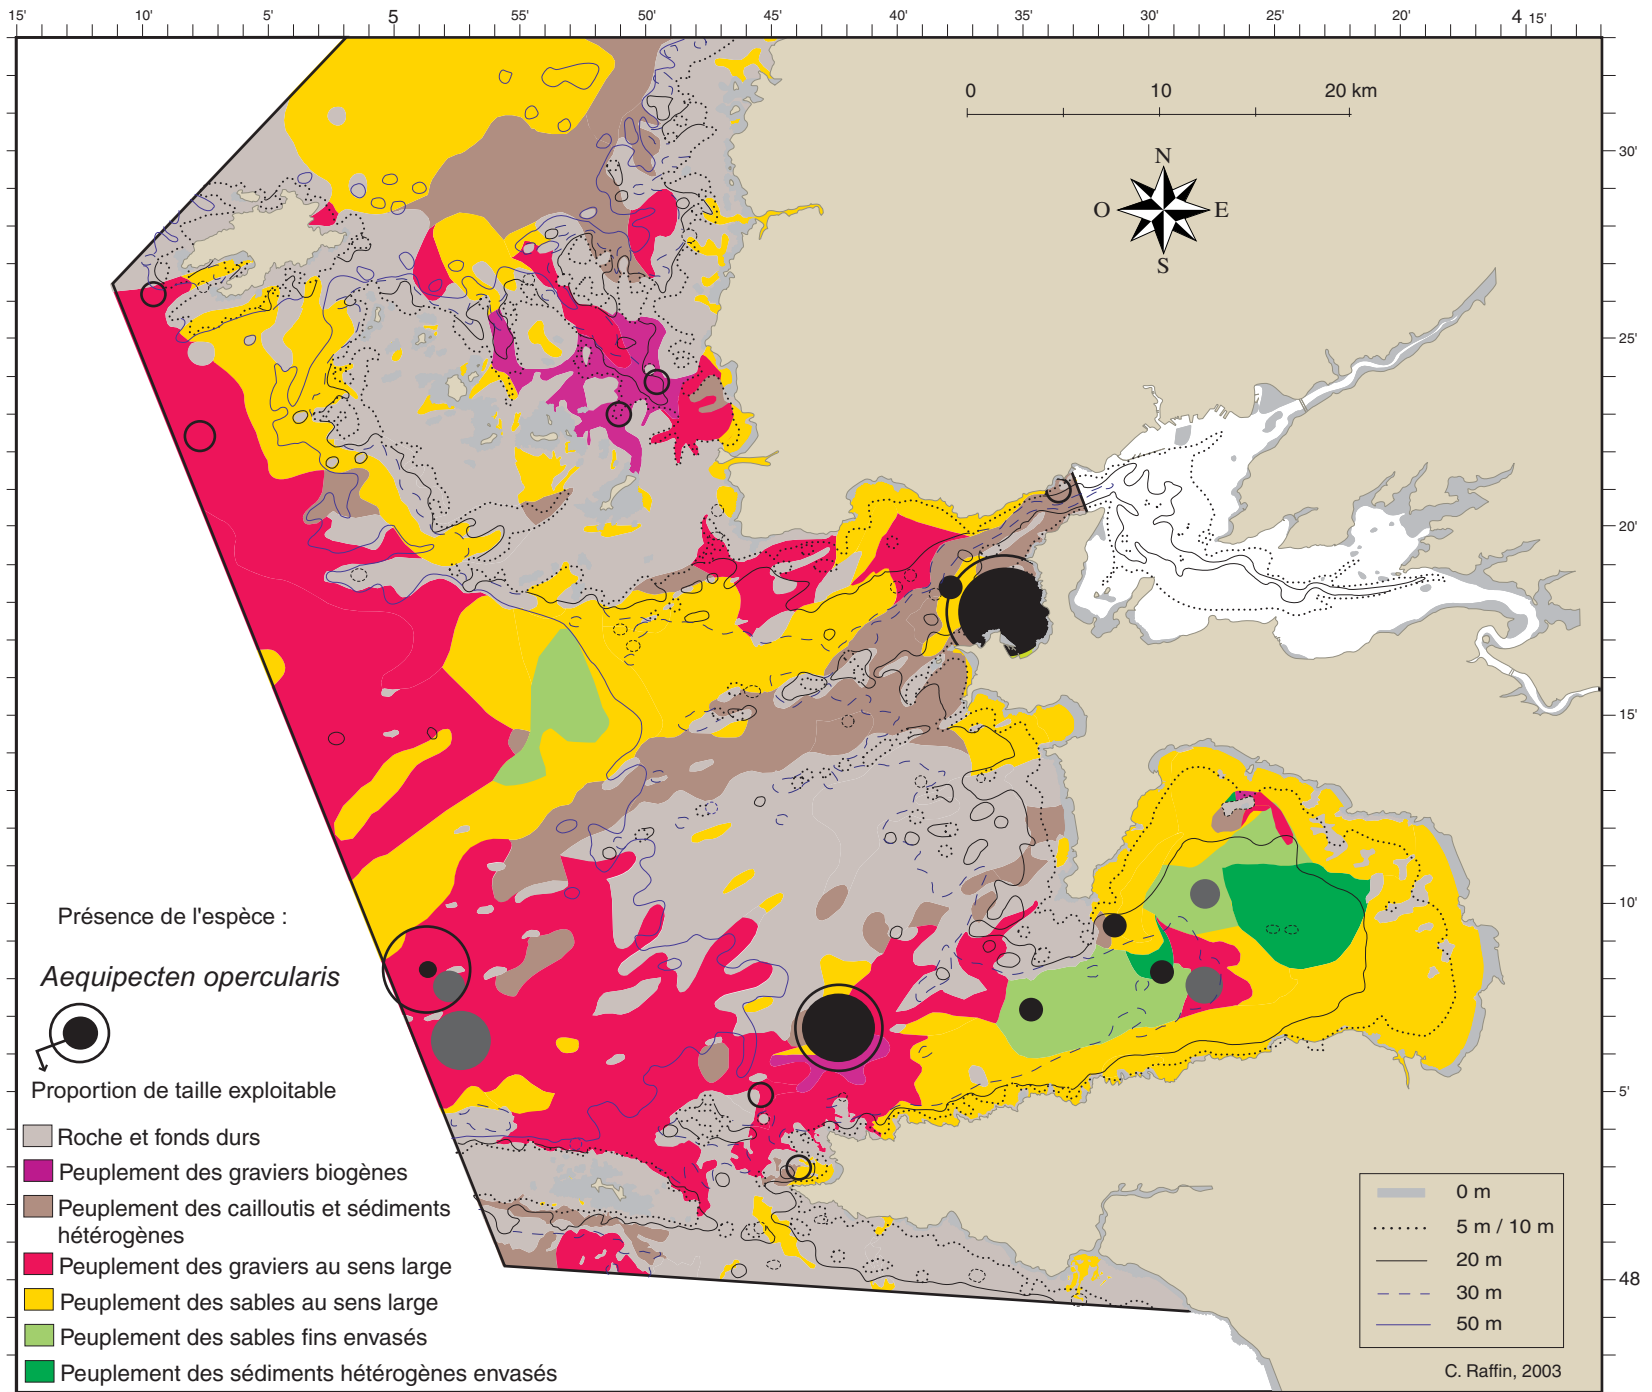 15' 10' 5' 5 55' 50' 45' 40' 35' 30' 25' 20' 4 15'
0 10 20 km
N
O E
S
30'
25'
20'
15'
10'
5'
48
Présence de l'espèce :
Aequipecten opercularis
Proportion de taille exploitable
Roche et fonds durs
Peuplement des graviers biogènes
Peuplement des cailloutis et sédiments
hétérogènes
Peuplement des graviers au sens large
Peuplement des sables au sens large
Peuplement des sables fins envasés
Peuplement des sédiments hétérogènes envasés
0 m
5 m / 10 m
20 m
30 m
50 m
C. Raffin, 2003